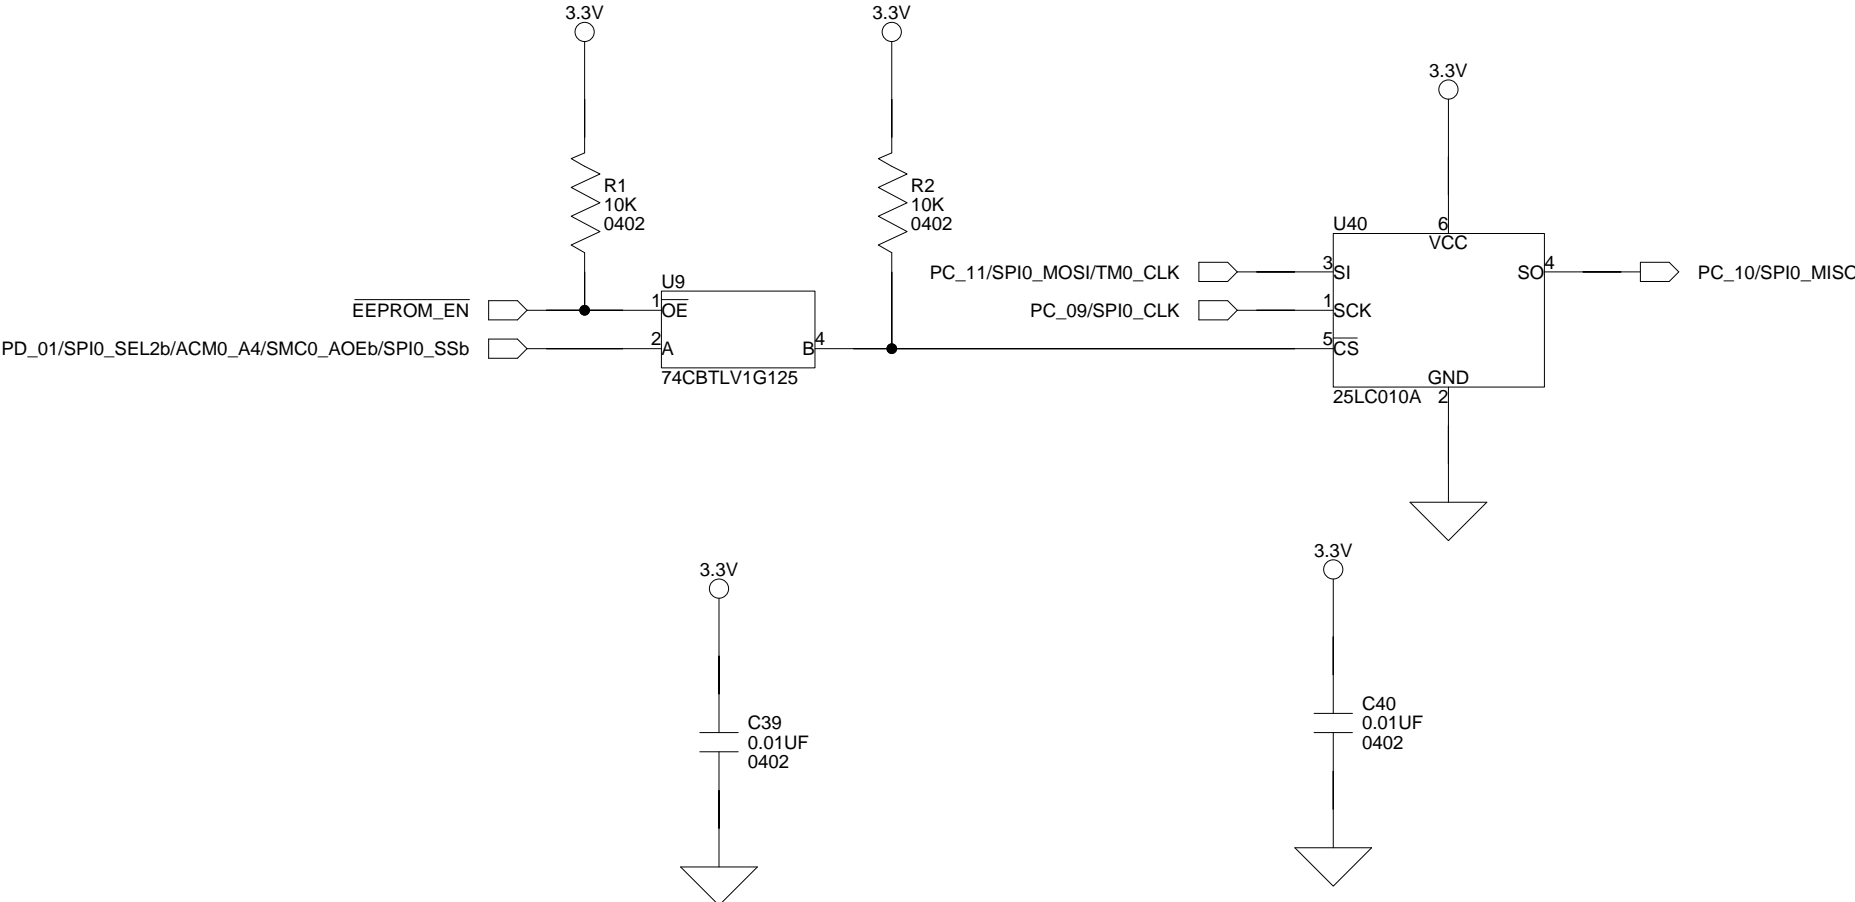 3.3V
3.3V
3.3V
R1
10K
0402
R2
10K
0402
U9
EEPROM_EN
1
OE
PD_01/SPI0_SEL2b/ACM0_A4/SMC0_AOEb/SPI0_SSb
2
A
B
4
74CBTLV1G125
U40
6
VCC
PC_11/SPI0_MOSI/TM0_CLK
3
SI
SO
4
PC_10/SPI0_MISO
PC_09/SPI0_CLK
1
SCK
5
CS
GND
25LC010A
2
3.3V
C39
0.01UF
0402
3.3V
C40
0.01UF
0402